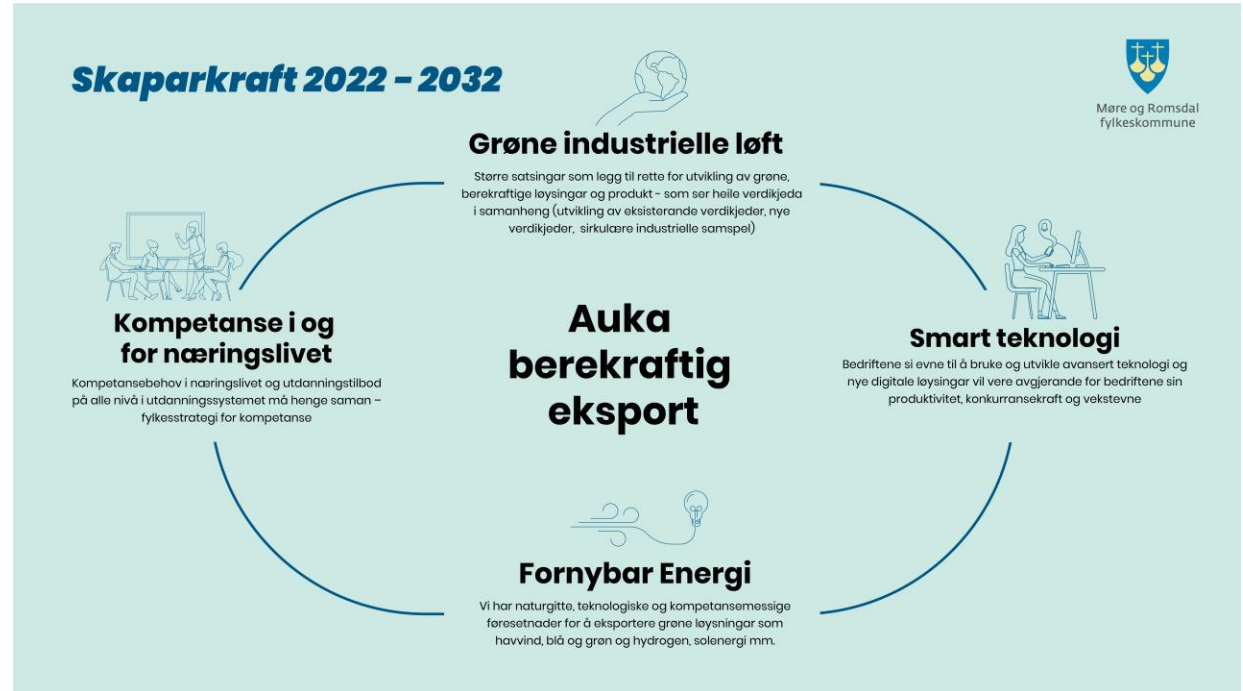 Skaparkraft 2022 - 2032
Møre og Romsdal
fylkeskommune
Grøne industrielle løft
Større satsingar som legg til rette for utvikling av grøne,
berekraftige løysingar og produkt - som ser heile verdikjeda
i samanheng (utvikling av eksisterande verdikjeder, nye
verdikjeder, sirkulære industrielle samspel)
Kompetanse i og
for næringslivet
Kompetansebehov i næringslivet og utdanningstilbod
på alle nivå i utdanningssystemet må henge saman –
fylkesstrategi for kompetanse
Auka
berekraftig
eksport
Smart teknologi
Bedriftene si evne til å bruke og utvikle avansert teknologi og
nye digitale løysingar vil vere avgjerande for bedriftene sin
produktivitet, konkurransekraft og vekstevne
Fornybar Energi
Vi har naturgitte, teknologiske og kompetansemessige
føresetnader for å eksportere grøne løysningar som
havvind, blå og grøn og hydrogen, solenergi mm.